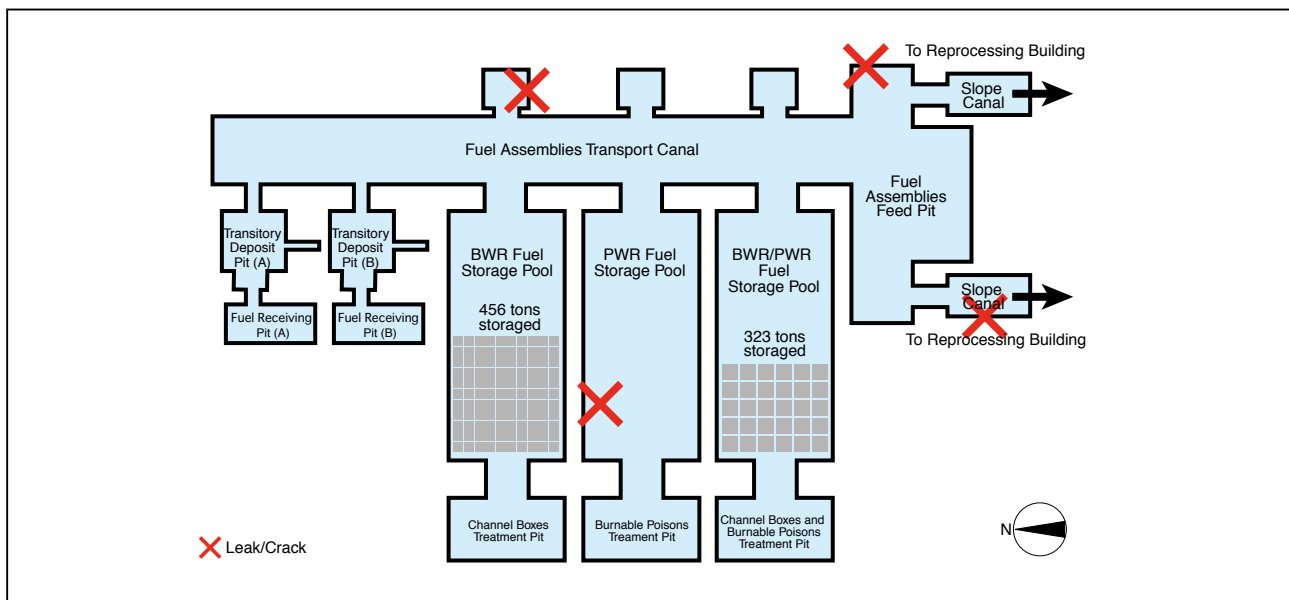 To Reprocessing Building
Slope
Canal
Fuel Assemblies Transport Canal
Fuel
Assemblies
Feed Pit
Transitory
Deposit
Pit (A)
Transitory
Deposit
Pit (B)
BWR Fuel
Storage Pool
PWR Fuel
Storage Pool
BWR/PWR
Fuel
Storage Pool
Slope
Canal
Fuel Receiving
Pit (A)
Fuel Receiving
Pit (B)
456 tons
storaged
323 tons
storaged
To Reprocessing Building
Channel Boxes
Treatment Pit
Burnable Poisons
Treament Pit
Channel Boxes and
Burnable Poisons
Treatment Pit
N
Leak/Crack